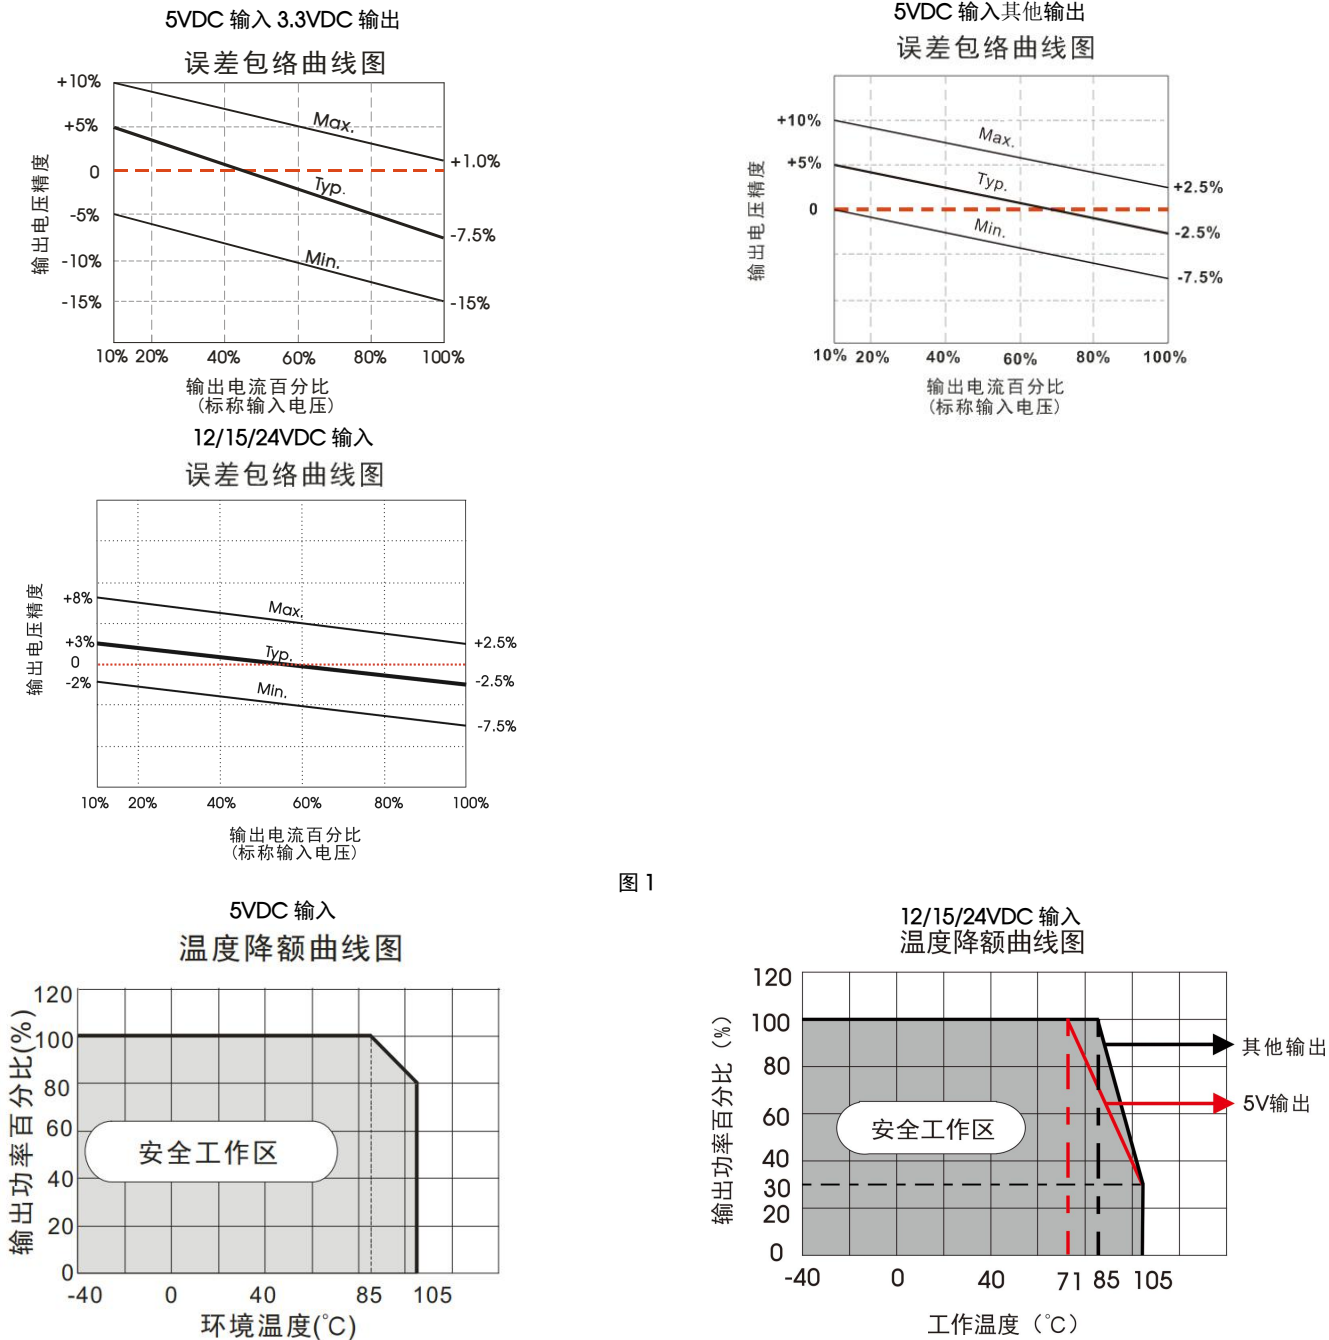 5VDC 输入 3.3VDC 输出
误差包络曲线图
+10%
+5%
0
-5%
-10%
-15%
输出电压精度
Max.
Typ.
Min.
+1.0%
-7.5%
-15%
10% 20% 40% 60% 80% 100%
输出电流百分比
(标称输入电压)
5VDC 输入其他输出
误差包络曲线图
+10%
+5%
0
输出电压精度
Max.
Typ.
Min.
+2.5%
-2.5%
-7.5%
10% 20% 40% 60% 80% 100%
输出电流百分比
(标称输入电压)
12/15/24VDC 输入
误差包络曲线图
+8%
+3%
0
-2%
输出电压精度
Max.
Typ.
Min.
+2.5%
-2.5%
-7.5%
10% 20% 40% 60% 80% 100%
输出电流百分比
(标称输入电压)
图 1
5VDC 输入
温度降额曲线图
120
100
80
60
40
20
0
输出功率百分比(%)
安全工作区
-40 0 40 85 105
环境温度(℃)
12/15/24VDC 输入
温度降额曲线图
120
100
80
60
40
30
20
0
输出功率百分比（%）
安全工作区
其他输出
5V输出
-40 0 40 71 85 105
工作温度（℃）